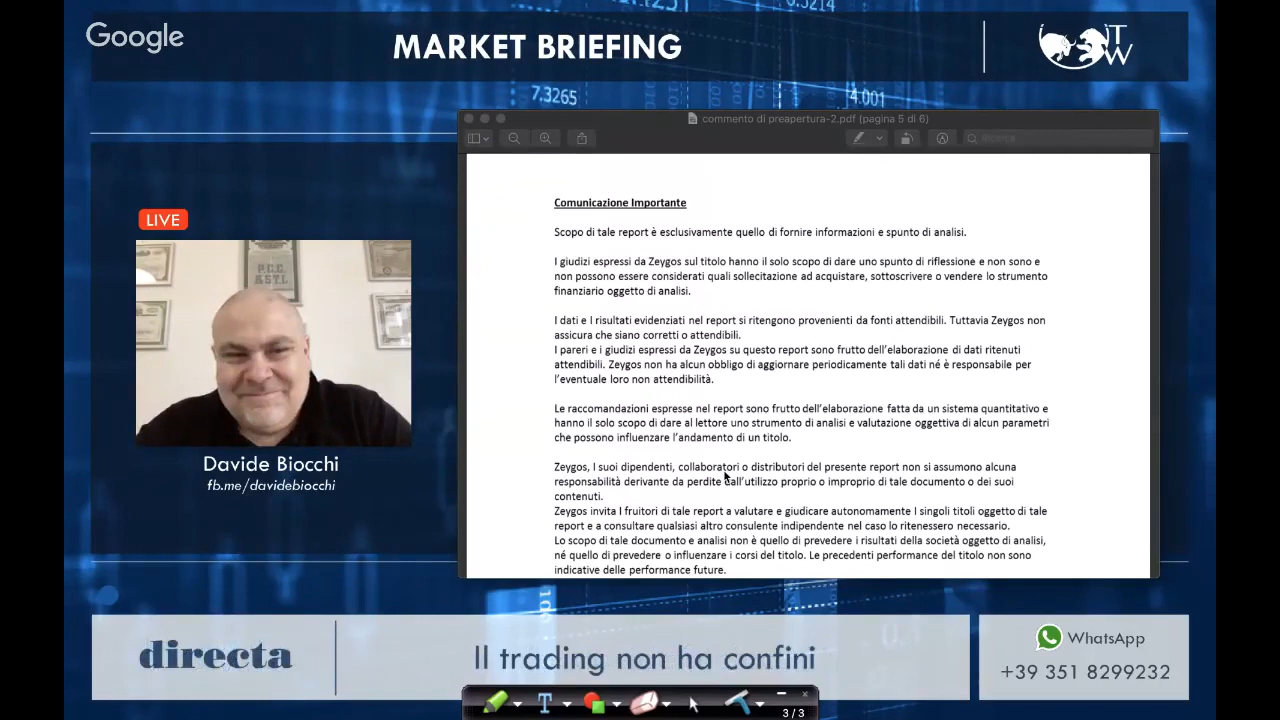 Google
MARKET BRIEFING
TW
7.3265
4.001
commento di preapertura-2.pdf (pagina 5 di 6)
Ricerca
LIVE
Davide Biocchi
fb.me/davidebiocchi
Comunicazione Importante
Scopo di tale report è esclusivamente quello di fornire informazioni e spunto di analisi.
I giudizi espressi da Zeygos sul titolo hanno il solo scopo di dare uno spunto di riflessione e non sono e
non possono essere considerati quali sollecitazione ad acquistare, sottoscrivere o vendere lo strumento
finanziario oggetto di analisi.
I dati e I risultati evidenziati nel report si ritengono provenienti da fonti attendibili. Tuttavia Zeygos non
assicura che siano corretti o attendibili.
I pareri e i giudizi espressi da Zeygos su questo report sono frutto dell'elaborazione di dati ritenuti
attendibili. Zeygos non ha alcun obbligo di aggiornare periodicamente tali dati né è responsabile per
l'eventuale loro non attendibilità.
Le raccomandazioni espresse nel report sono frutto dell'elaborazione fatta da un sistema quantitativo e
hanno il solo scopo di dare al lettore uno strumento di analisi e valutazione oggettiva di alcun parametri
che possono influenzare l'andamento di un titolo.
Zeygos, I suoi dipendenti, collaboratori o distributori del presente report non si assumono alcuna
responsabilità derivante da perdite dall'utilizzo proprio o improprio di tale documento o dei suoi
contenuti.
Zeygos invita I fruitori di tale report a valutare e giudicare autonomamente I singoli titoli oggetto di tale
report e a consultare qualsiasi altro consulente indipendente nel caso lo ritenessero necessario.
Lo scopo di tale documento e analisi non è quello di prevedere i risultati della società oggetto di analisi,
né quello di prevedere o influenzare i corsi del titolo. Le precedenti performance del titolo non sono
indicative delle performance future.
directa
Il trading non ha confini
WhatsApp
+39 351 8299232
3 / 3